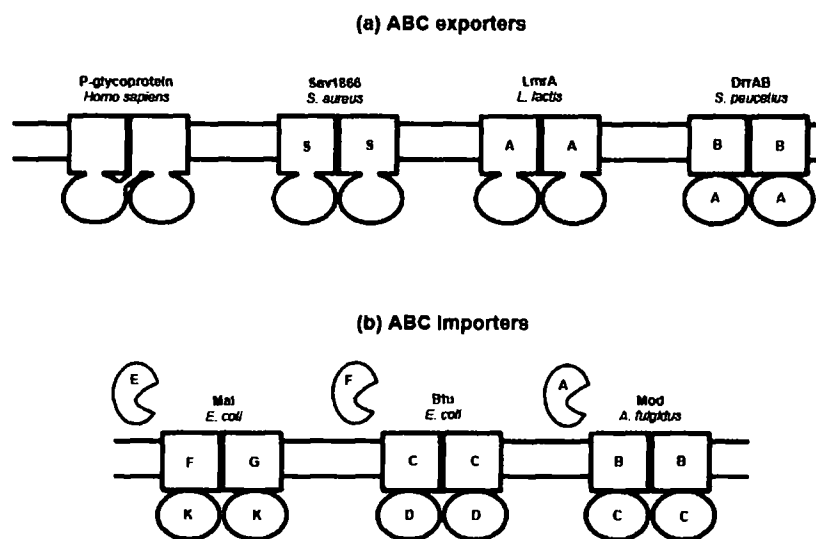 (a) ABC exporters
P-glycoprotein Sav1866 LmrA DrrAB
Homo sapiens S. aureus L. lactis S. peucetius
S S A A B B
A A
(b) ABC Importers
E F A
Mal Btu Mod
E. coli E. coli A. fulgidus
F G C C B B
K K D D C C